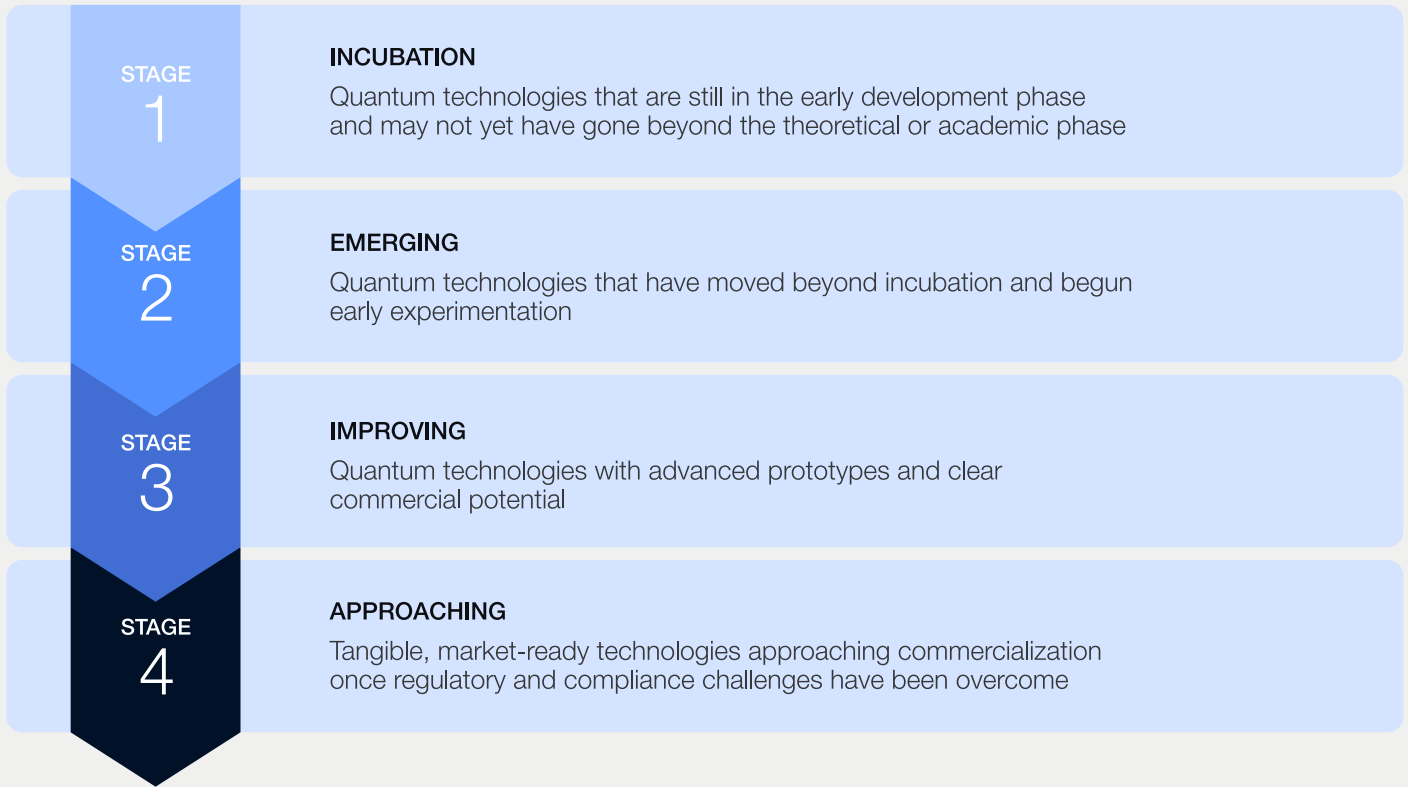 STAGE
1
INCUBATION
Quantum technologies that are still in the early development phase
and may not yet have gone beyond the theoretical or academic phase
STAGE
2
EMERGING
Quantum technologies that have moved beyond incubation and begun
early experimentation
STAGE
3
IMPROVING
Quantum technologies with advanced prototypes and clear
commercial potential
STAGE
4
APPROACHING
Tangible, market-ready technologies approaching commercialization
once regulatory and compliance challenges have been overcome